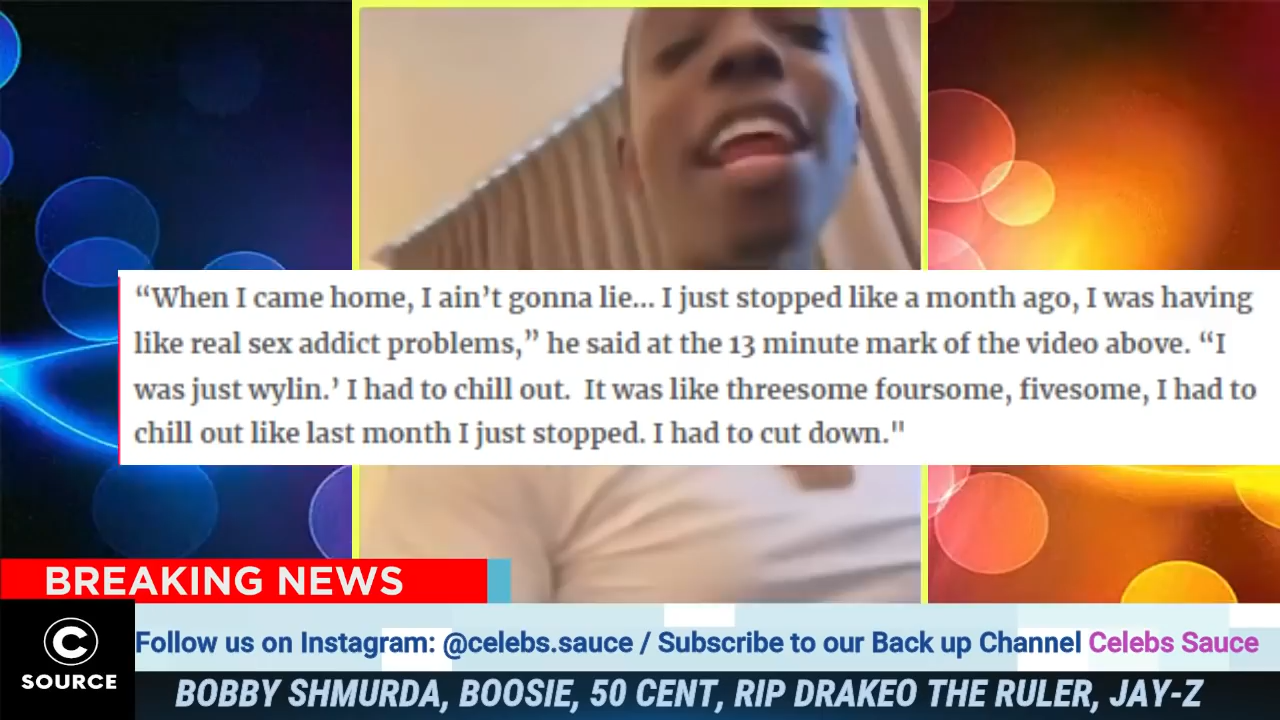 “When I came home, I ain’t gonna lie... I just stopped like a month ago, I was having
like real sex addict problems,” he said at the 13 minute mark of the video above. “I
was just wylin.’ I had to chill out.  It was like threesome foursome, fivesome, I had to
chill out like last month I just stopped. I had to cut down."
BREAKING NEWS
C
SOURCE
Follow us on Instagram: @celebs.sauce / Subscribe to our Back up Channel Celebs Sauce
BOBBY SHMURDA, BOOSIE, 50 CENT, RIP DRAKEO THE RULER, JAY-Z